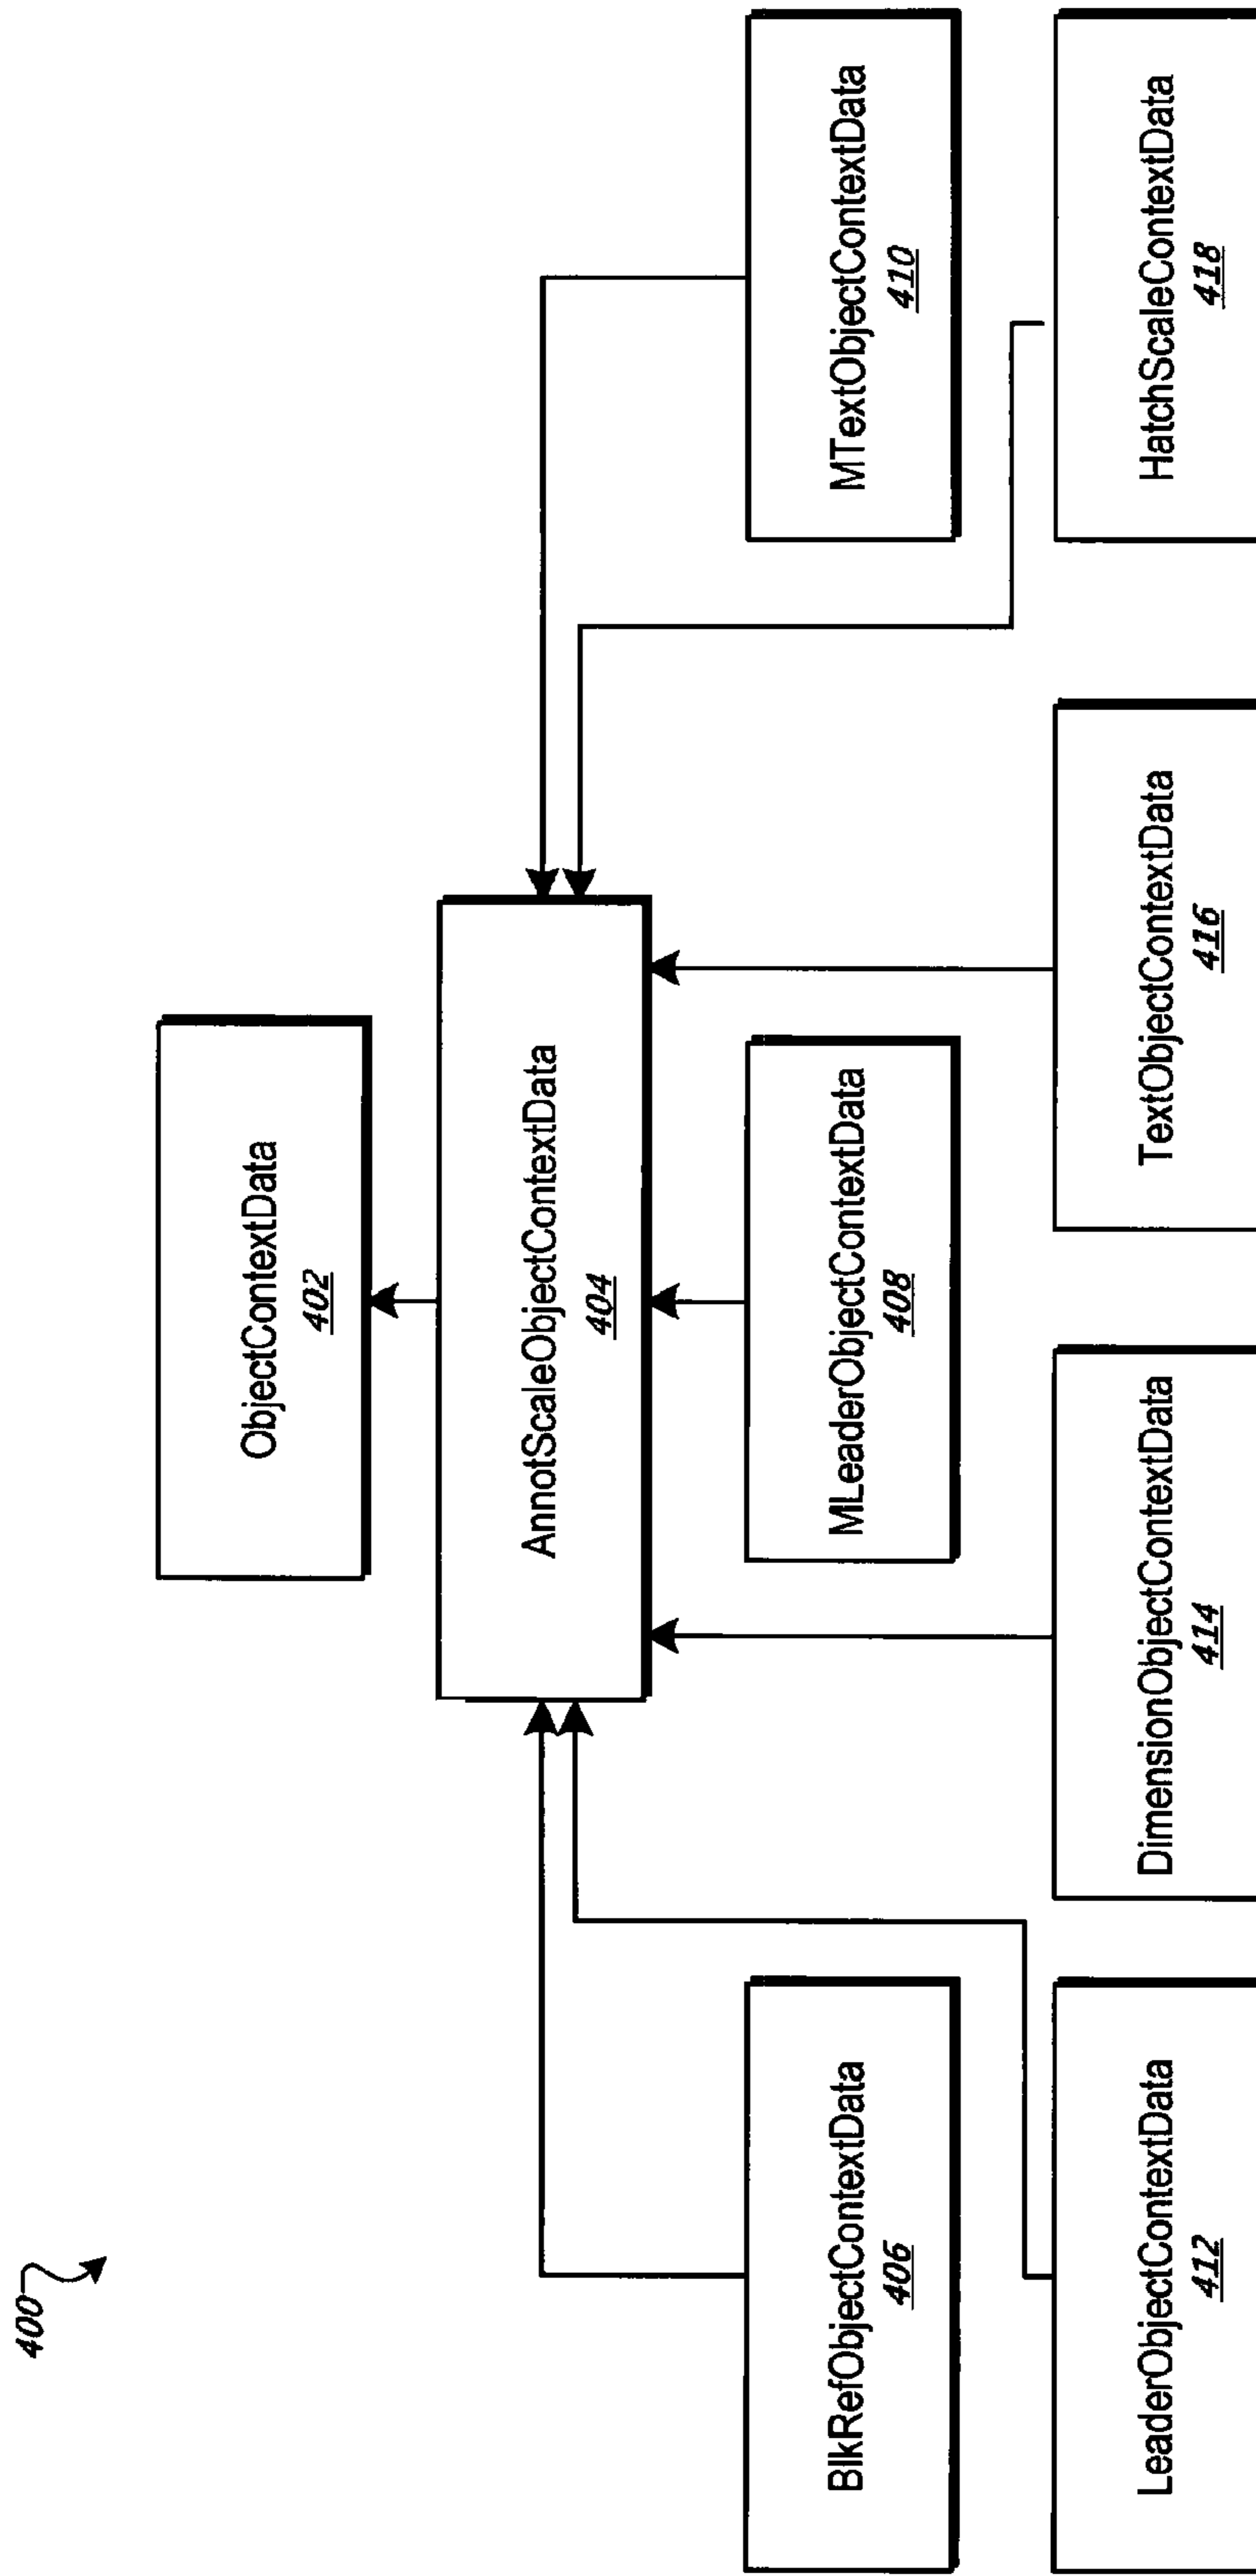 400
ObjectContextData
402
AnnotScaleObjectContextData
404
BlkRefObjectContextData
406
MLeaderObjectContextData
408
MTextObjectContextData
410
LeaderObjectContextData
412
DimensionObjectContextData
414
TextObjectContextData
416
HatchScaleContextData
418